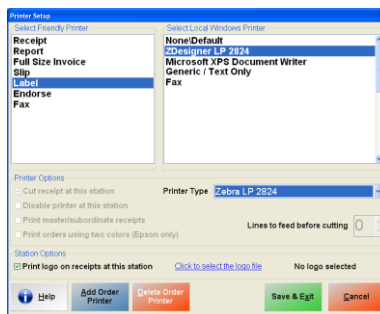 Printer Setup
Select Friendly Printer
Receipt
Report
Full Size Invoice
Slip
Label
Endorse
Fax
Select Local Windows Printer
None\Default
ZDesigner LP 2824
Microsoft XPS Document Writer
Generic / Text Only
Fax
Printer Options
Cut receipt at this station
Disable printer at this station
Print master/subordinate receipts
Print orders using two colors (Epson only)
Printer Type Zebra LP 2824
Lines to feed before cutting 0
Station Options
Print logo on receipts at this station Click to select the logo file No logo selected
Help
Add Order
Printer
Delete Order
Printer
Save & Exit
Cancel